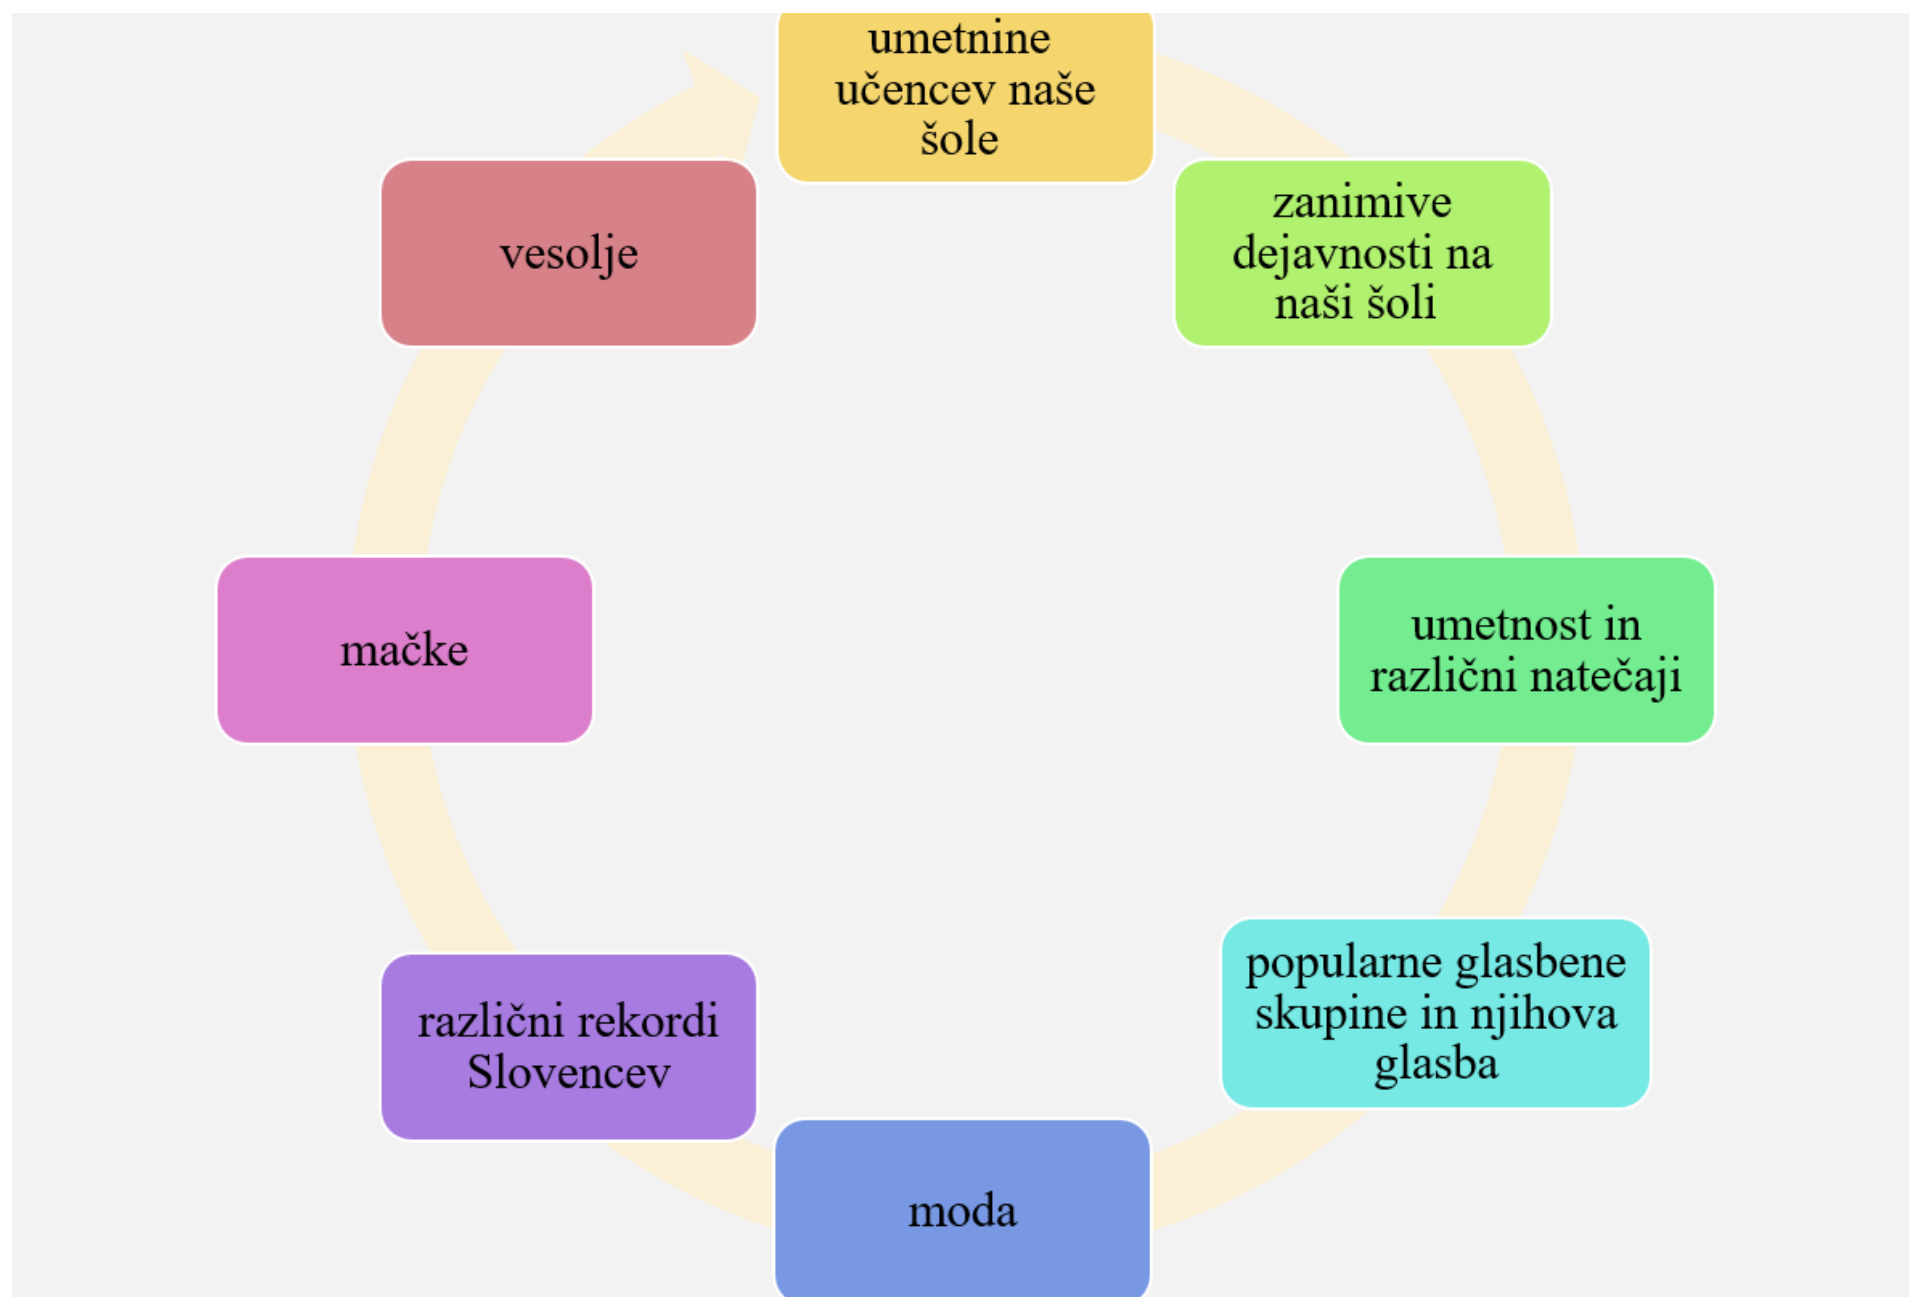 umetnine
učencev naše
šole
zanimive
dejavnosti na
naši šoli
umetnost in
različni natečaji
popularne glasbene
skupine in njihova
glasba
moda
različni rekordi
Slovencev
mačke
vesolje